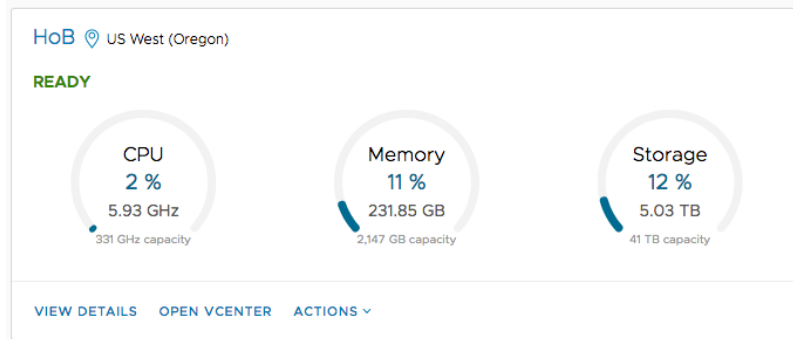 HoB US West (Oregon)
READY
CPU
2 %
5.93 GHz
331 GHz capacity
Memory
11 %
231.85 GB
2,147 GB capacity
Storage
12 %
5.03 TB
41 TB capacity
VIEW DETAILS OPEN VCENTER ACTIONS